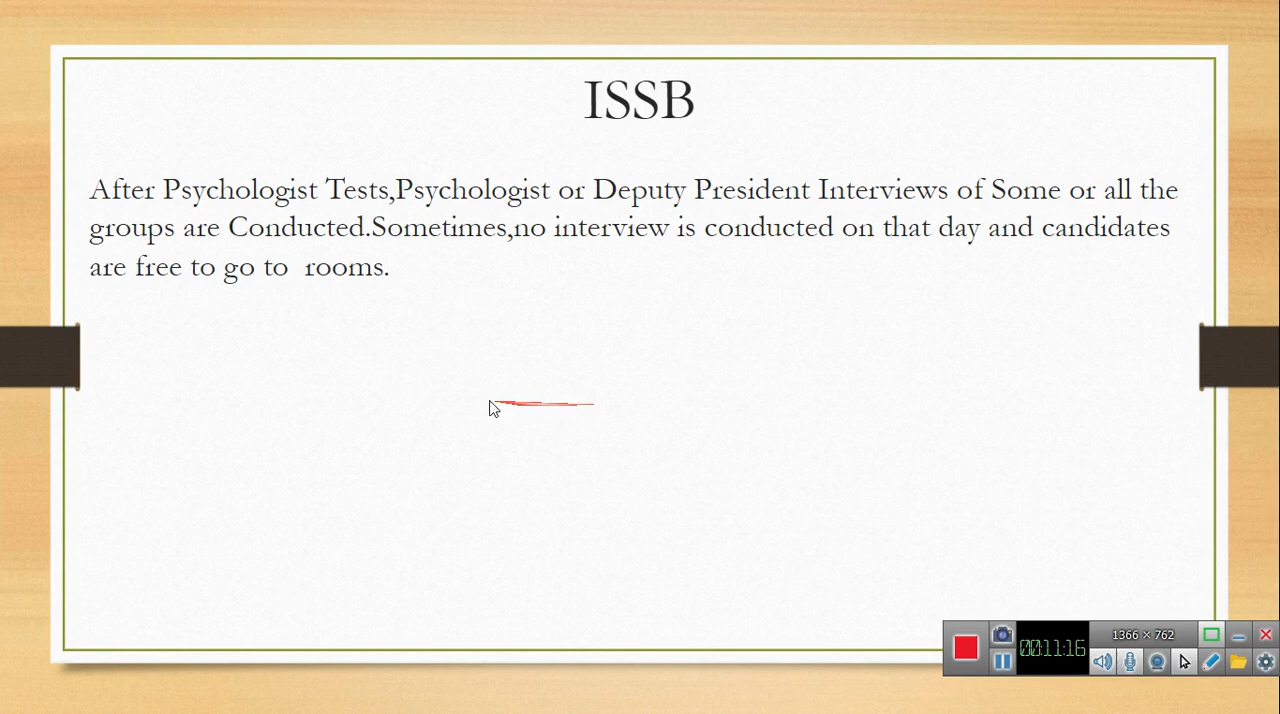 ISSB
After Psychologist Tests,Psychologist or Deputy President Interviews of Some or all the
groups are Conducted.Sometimes,no interview is conducted on that day and candidates
are free to go to  rooms.
1366 × 762
00:11:16